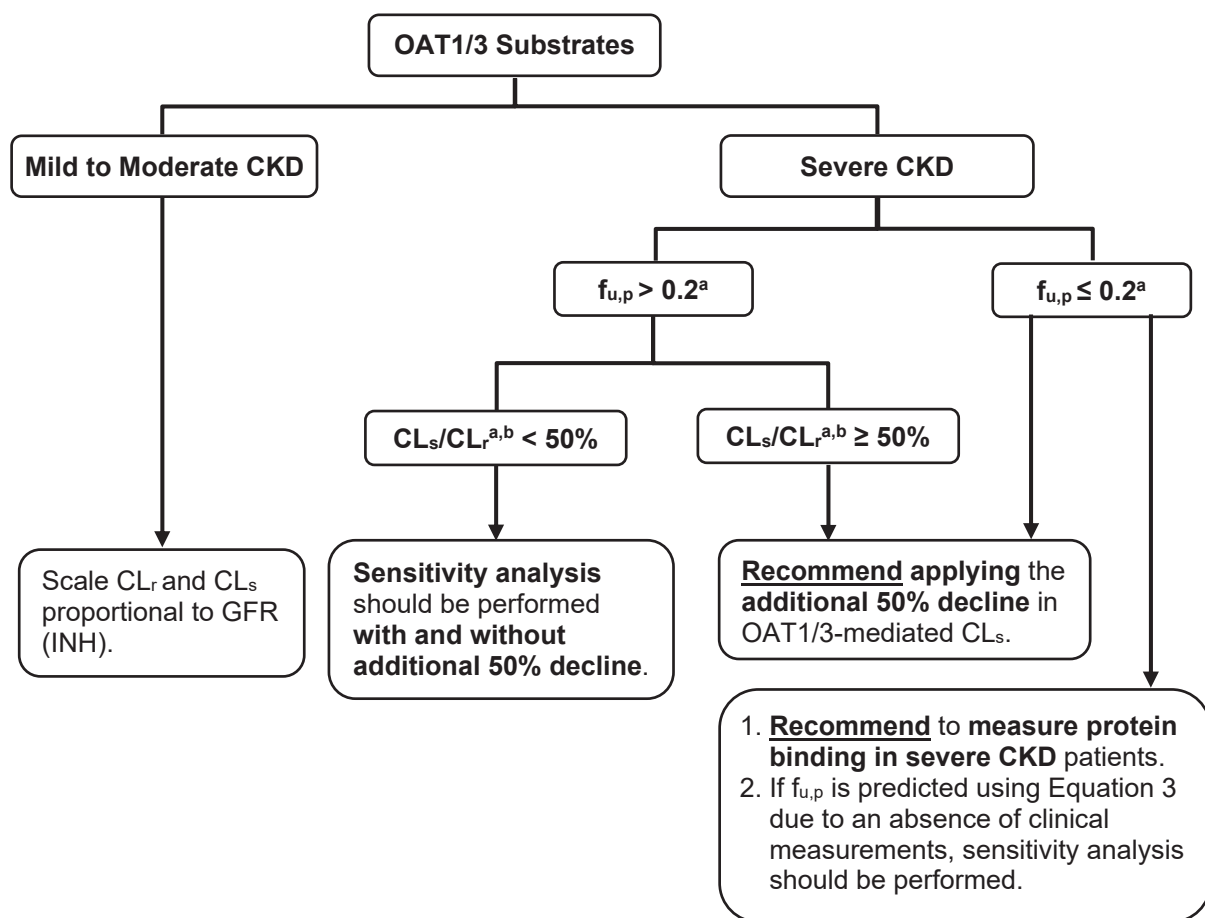 OAT1/3 Substrates
Mild to Moderate CKD
Severe CKD
fu,p > 0.2a
fu,p ≤ 0.2a
CLs/CLra,b < 50%
CLs/CLra,b ≥ 50%
Scale CLr and CLs
proportional to GFR
(INH).
Sensitivity analysis
should be performed
with and without
additional 50% decline.
Recommend applying the
additional 50% decline in
OAT1/3-mediated CLs.
1. Recommend to measure protein
binding in severe CKD patients.
2. If fu,p is predicted using Equation 3
due to an absence of clinical
measurements, sensitivity analysis
should be performed.